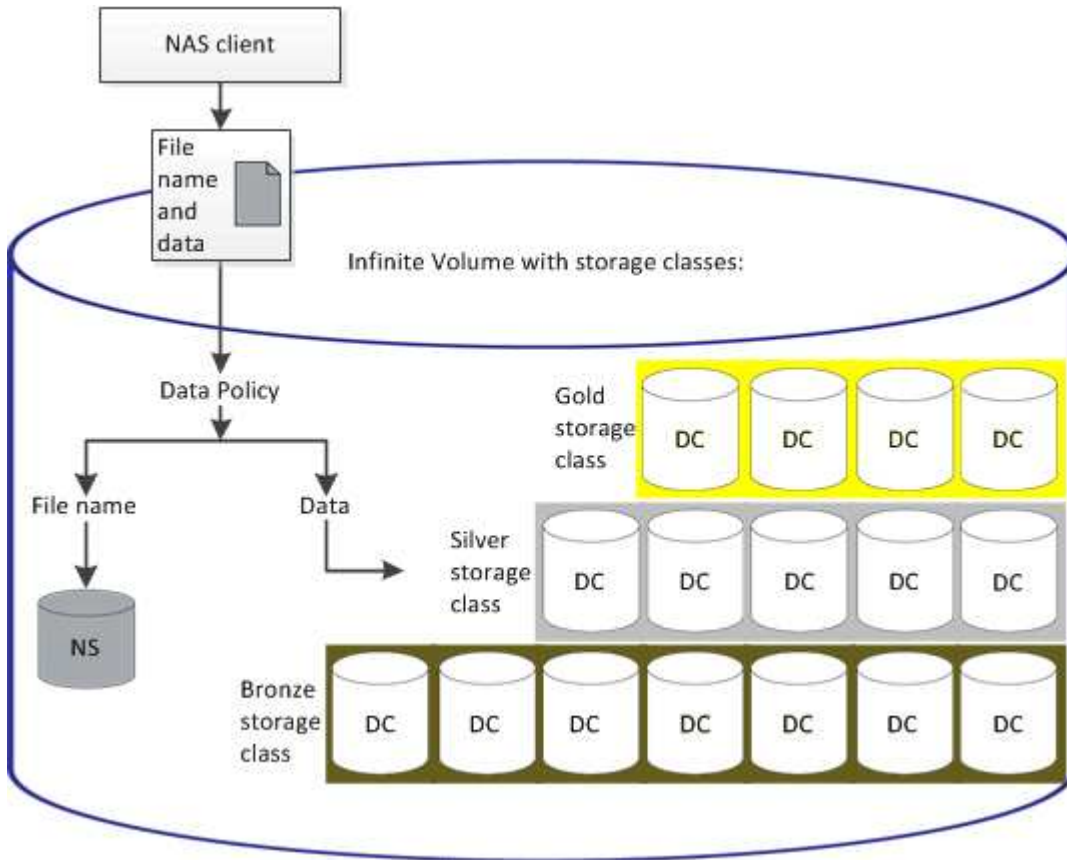 NAS client
File
name
and
data
Infinite Volume with storage classes:
Data Policy
File name
Data
Gold
storage
class
DC DC DC DC
Silver
storage
class
DC DC DC DC DC
NS
Bronze
storage
class
DC DC DC DC DC DC DC